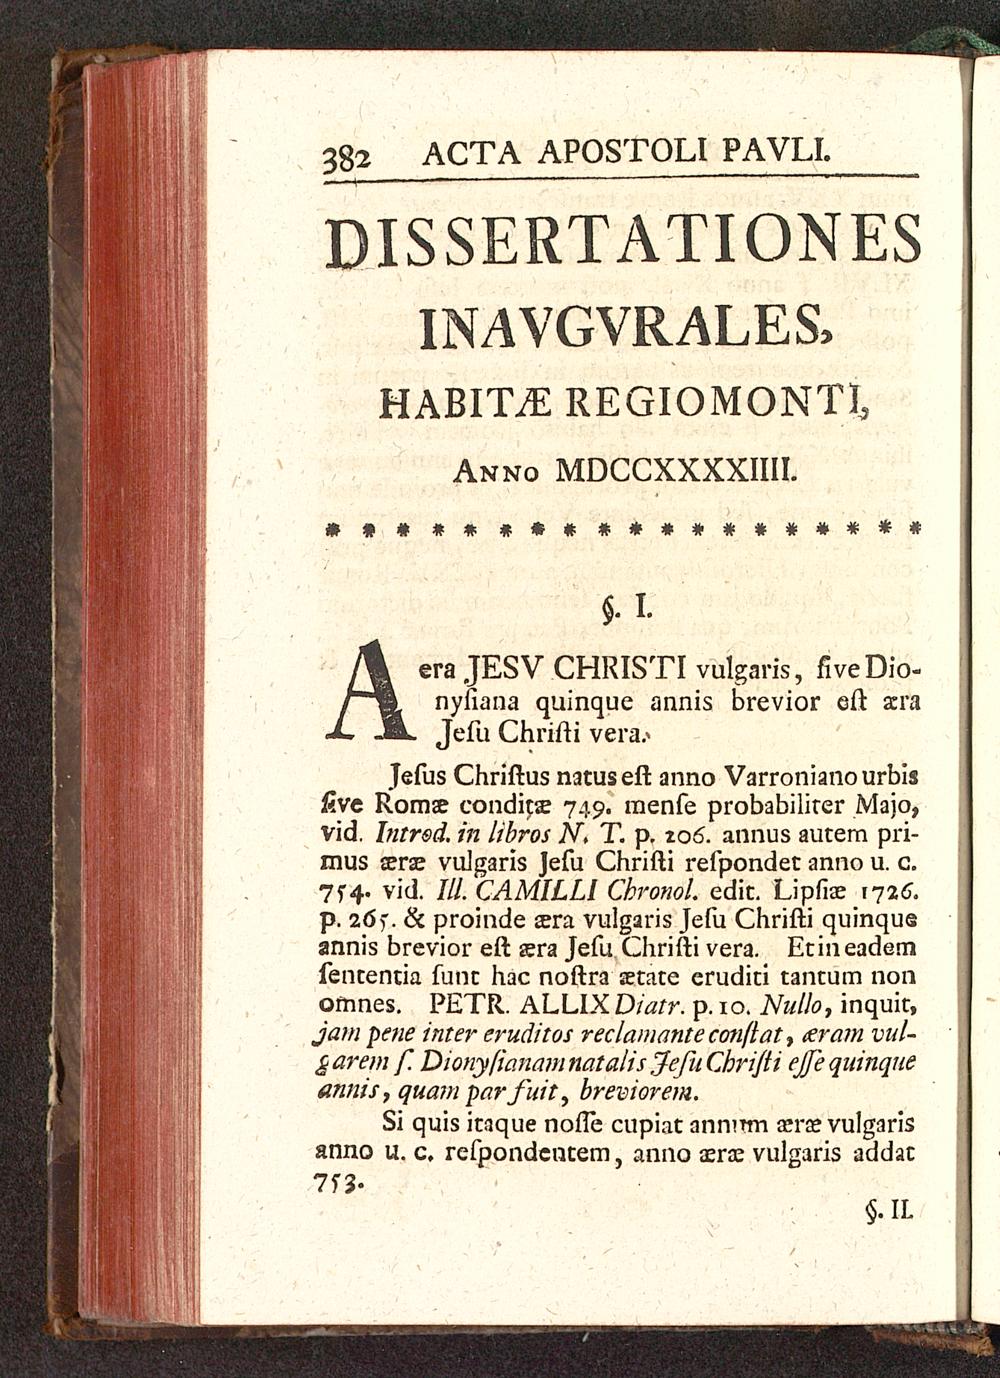 382 ACTA APOSTOLI PAVLI.
DISSERTATIONES
INAVGVRALES,
HABITÆ REGIOMONTI,
ANNO MDCCXXXXIIII.
* * * * * * * * * * * * * * * * * * *
§. I.
Aera JESV CHRISTI vulgaris, ſive Dio-
nyſiana quinque annis brevior eſt æra
Jeſu Chriſti vera.
Jeſus Chriſtus natus eſt anno Varroniano urbis
ſive Romæ conditæ 749. menſe probabiliter Majo,
vid. Introd. in libros N. T. p. 206. annus autem pri-
mus æræ vulgaris Jeſu Chriſti reſpondet anno u. c.
754. vid. Ill. CAMILLI Chronol. edit. Lipſiæ 1726.
p. 265. & proinde æra vulgaris Jeſu Chriſti quinque
annis brevior eſt æra Jeſu Chriſti vera. Et in eadem
ſententia ſunt hac noſtra ætate eruditi tantum non
omnes. PETR. ALLIX Diatr. p. 10. Nullo, inquit,
jam pene inter eruditos reclamante conſtat, æram vul-
garem ſ. Dionyſianam natalis Jeſu Chriſti eſſe quinque
annis, quam par fuit, breviorem.
Si quis itaque noſſe cupiat annum æræ vulgaris
anno u. c. reſpondentem, anno æræ vulgaris addat
753.
§. II.